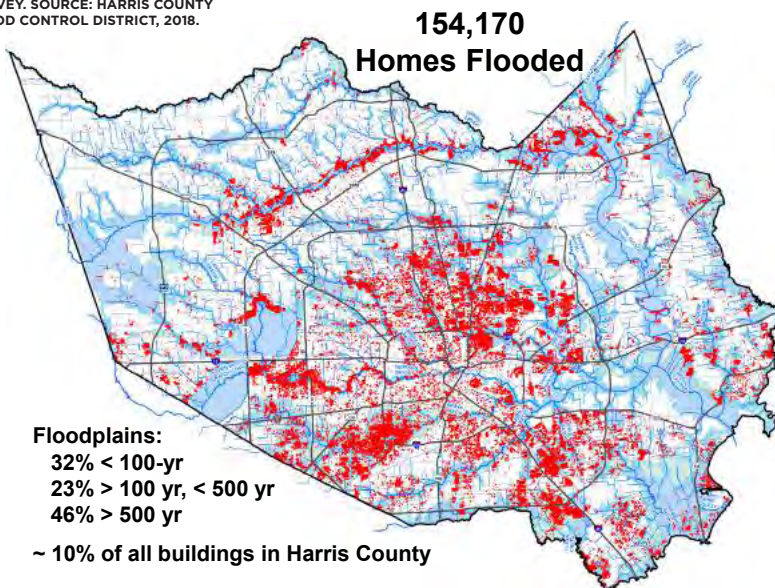 VEY. SOURCE: HARRIS COUNTY
OD CONTROL DISTRICT, 2018.
154,170
Homes Flooded
Floodplains:
32% < 100-yr
23% > 100 yr, < 500 yr
46% > 500 yr
~ 10% of all buildings in Harris County